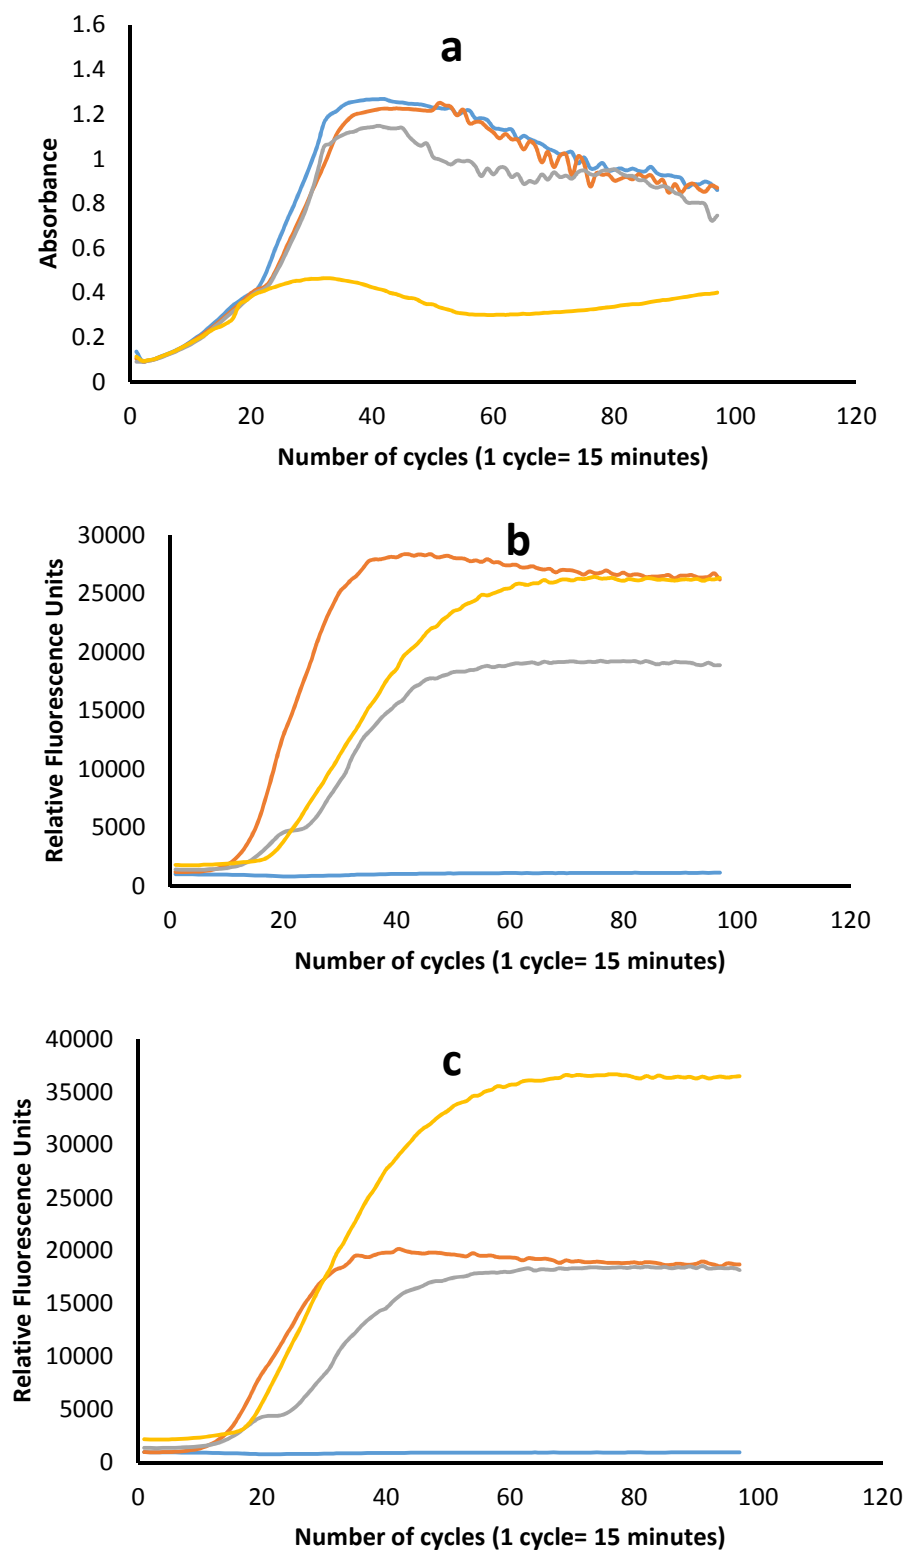 a
1.6
1.4
1.2
1
0.8
0.6
0.4
0.2
0
Absorbance
0 20 40 60 80 100 120
Number of cycles (1 cycle= 15 minutes)
b
30000
25000
20000
15000
10000
5000
0
Relative Fluorescence Units
0 20 40 60 80 100 120
Number of cycles (1 cycle= 15 minutes)
c
40000
35000
30000
25000
20000
15000
10000
5000
0
Relative Fluorescence Units
0 20 40 60 80 100 120
Number of cycles (1 cycle= 15 minutes)